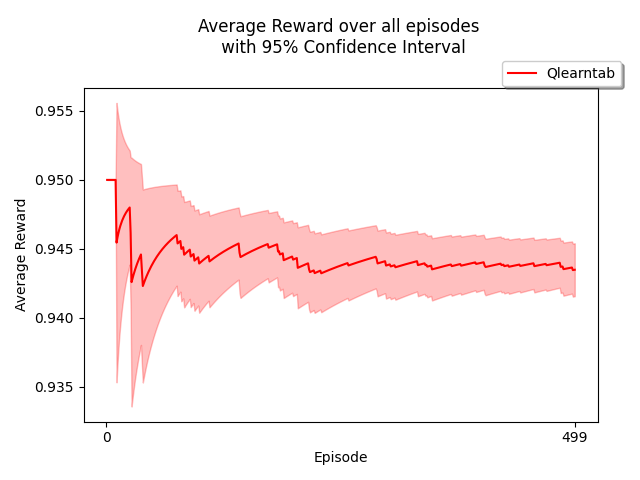 Average Reward over all episodes
with 95% Confidence Interval
Qlearntab
0.955
0.950
0.945
0.940
0.935
Average Reward
0
499
Episode